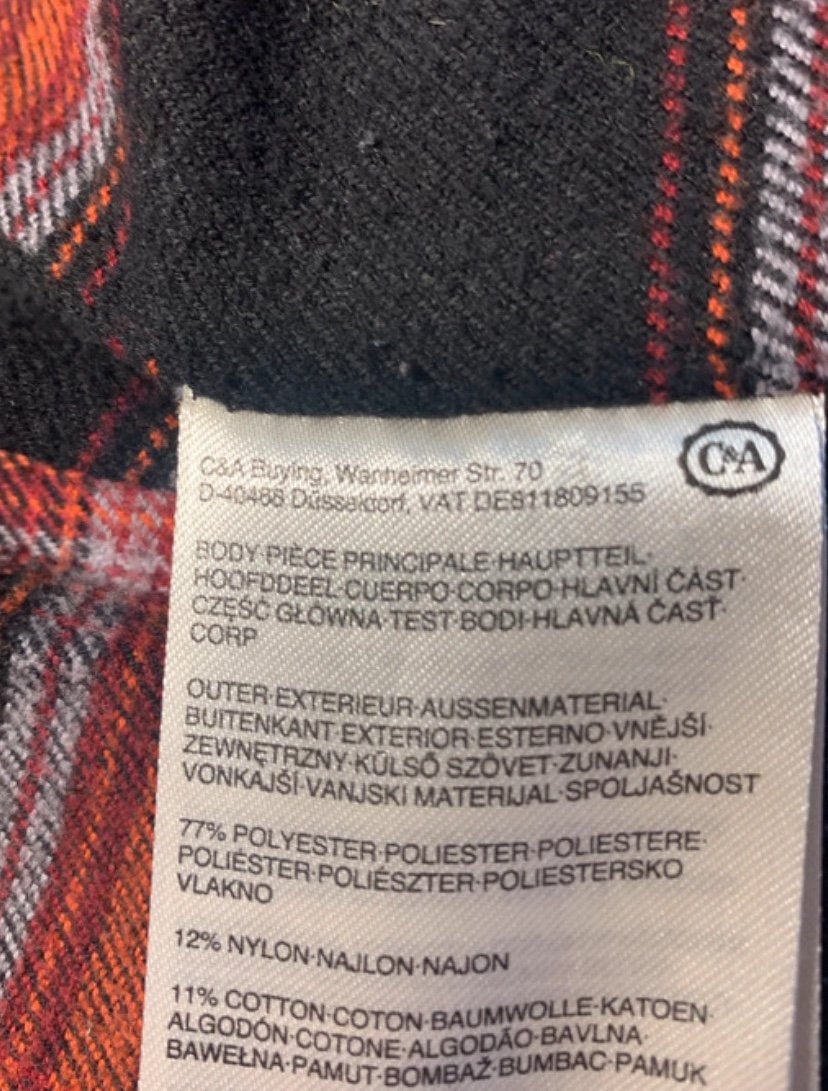 C&A
C&A Buying, Wanheimer Str. 70
D-40468 Düsseldorf, VAT DE811809155
BODY·PIÈCE PRINCIPALE·HAUPTTEIL·
HOOFDDEEL·CUERPO·CORPO·HLAVNÍ ČÁST·
CZĘŚĆ GŁÓWNA·TEST·BODI·HLAVNÁ ČASŤ·
CORP
OUTER·EXTERIEUR·AUSSENMATERIAL·
BUITENKANT·EXTERIOR·ESTERNO·VNĚJŠÍ·
ZEWNĘTRZNY·KÜLSŐ SZÖVET·ZUNANJI·
VONKAJŠÍ·VANJSKI MATERIJAL·SPOLJAŠNOST
77% POLYESTER·POLIESTER·POLIESTERE·
POLIÉSTER·POLIÉSZTER·POLIESTERSKO
VLAKNO
12% NYLON·NAJLON·NAJON
11% COTTON·COTON·BAUMWOLLE·KATOEN·
ALGODÓN·COTONE·ALGODÃO·BAVLNA·
BAWEŁNA·PAMUT·BOMBAŽ·BUMBAC·PAMUK